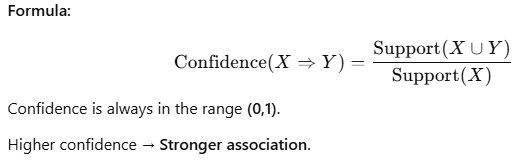 Formula:
Confidence(X ⇒ Y) = Support(X ∪ Y) / Support(X)
Confidence is always in the range (0,1).
Higher confidence → Stronger association.